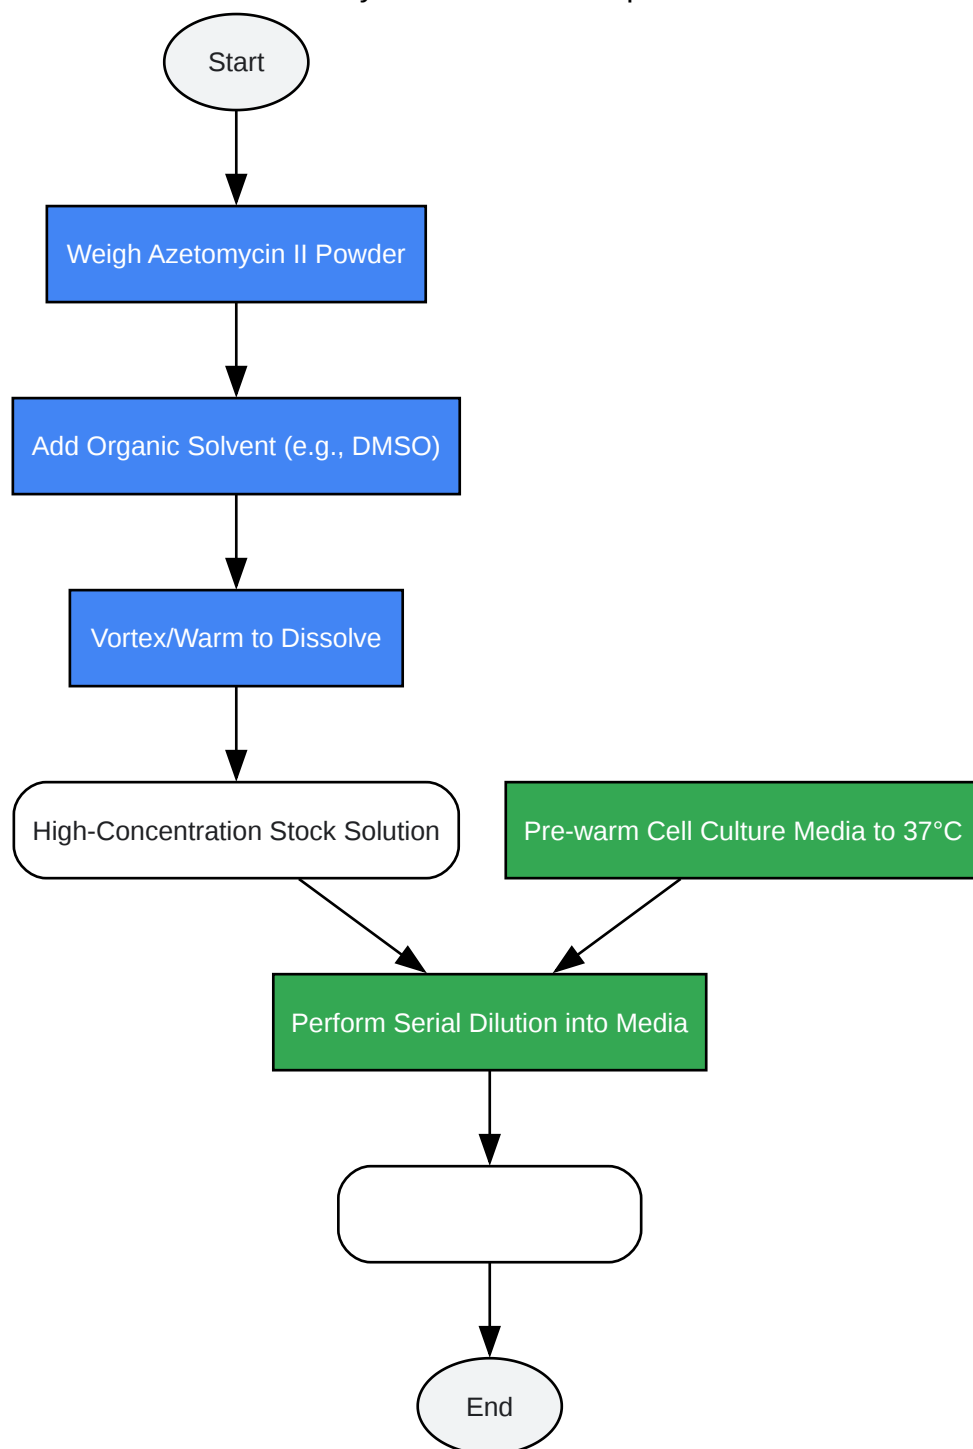 Start
Weigh Azetomycin II Powder
Add Organic Solvent (e.g., DMSO)
Vortex/Warm to Dissolve
High-Concentration Stock Solution
Pre-warm Cell Culture Media to 37°C
Perform Serial Dilution into Media
End